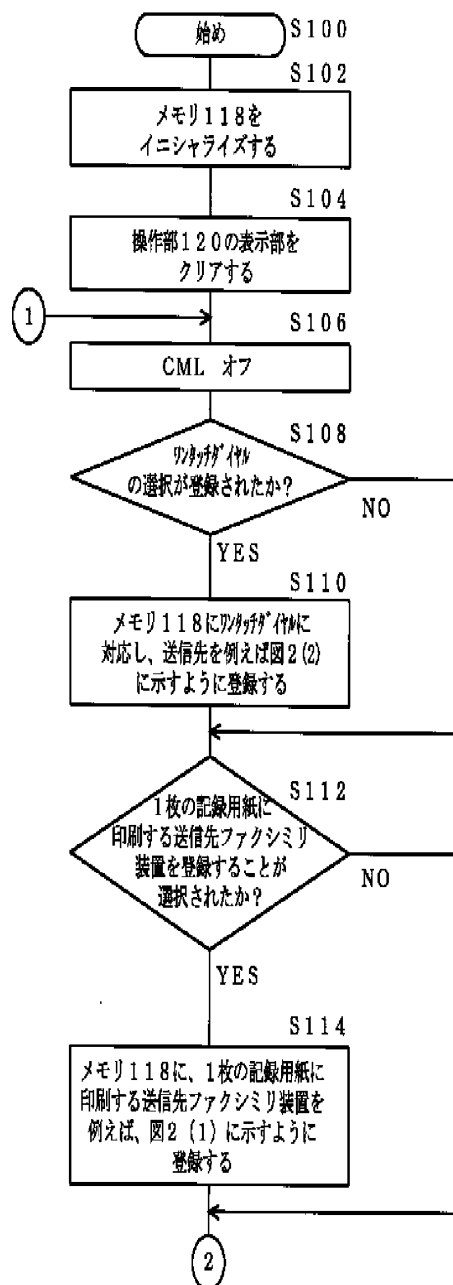 始め
S100
S102
メモリ118を
イニシャライズする
S104
操作部120の表示部を
クリアする
1
S106
CML オフ
S108
ワンタッチダイヤル
の選択が登録されたか?
NO
YES
S110
メモリ118にワンタッチダイヤルに
対応し、送信先を例えば図2(2)
に示すように登録する
S112
1枚の記録用紙に
印刷する送信先ファクシミリ
装置を登録することが
選択されたか?
NO
YES
S114
メモリ118に、1枚の記録用紙に
印刷する送信先ファクシミリ装置を
例えば、図2(1)に示すように
登録する
2